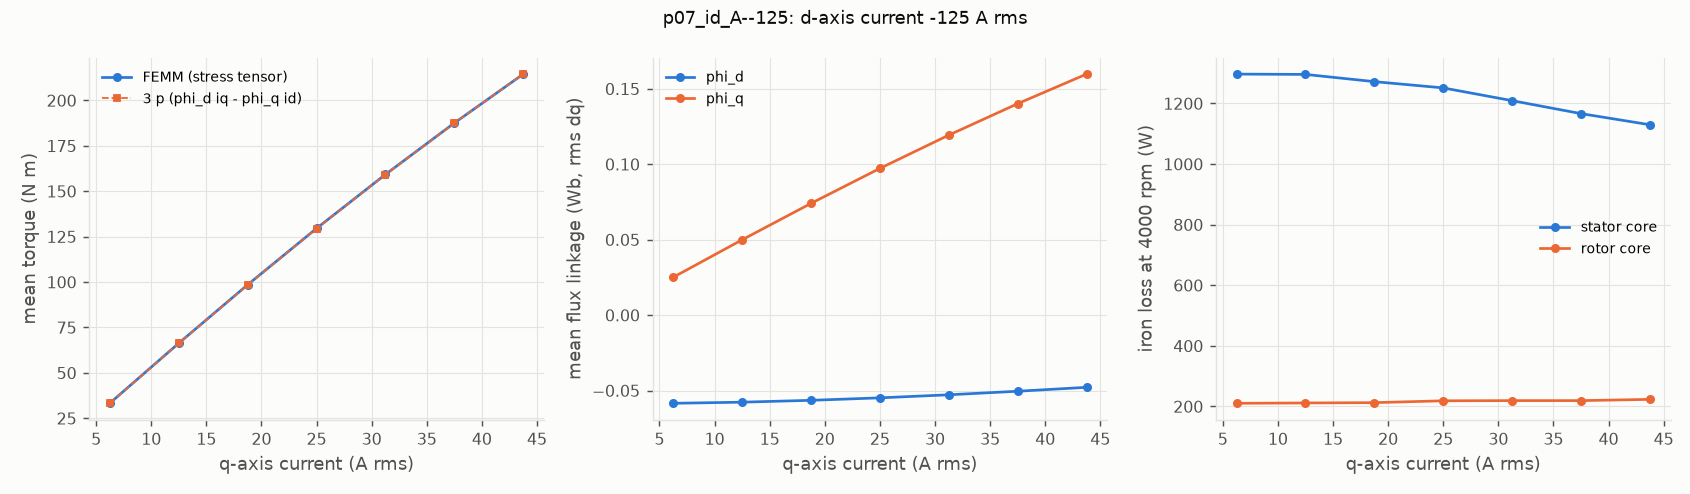 p07_id_A--125: d-axis current -125 A rms
mean torque (N m)
200
175
150
125
100
75
50
25
FEMM (stress tensor)
3 p (phi_d iq - phi_q id)
5 10 15 20 25 30 35 40 45
q-axis current (A rms)
mean flux linkage (Wb, rms dq)
0.15
0.10
0.05
0.00
−0.05
phi_d
phi_q
5 10 15 20 25 30 35 40 45
q-axis current (A rms)
iron loss at 4000 rpm (W)
1200
1000
800
600
400
200
stator core
rotor core
5 10 15 20 25 30 35 40 45
q-axis current (A rms)